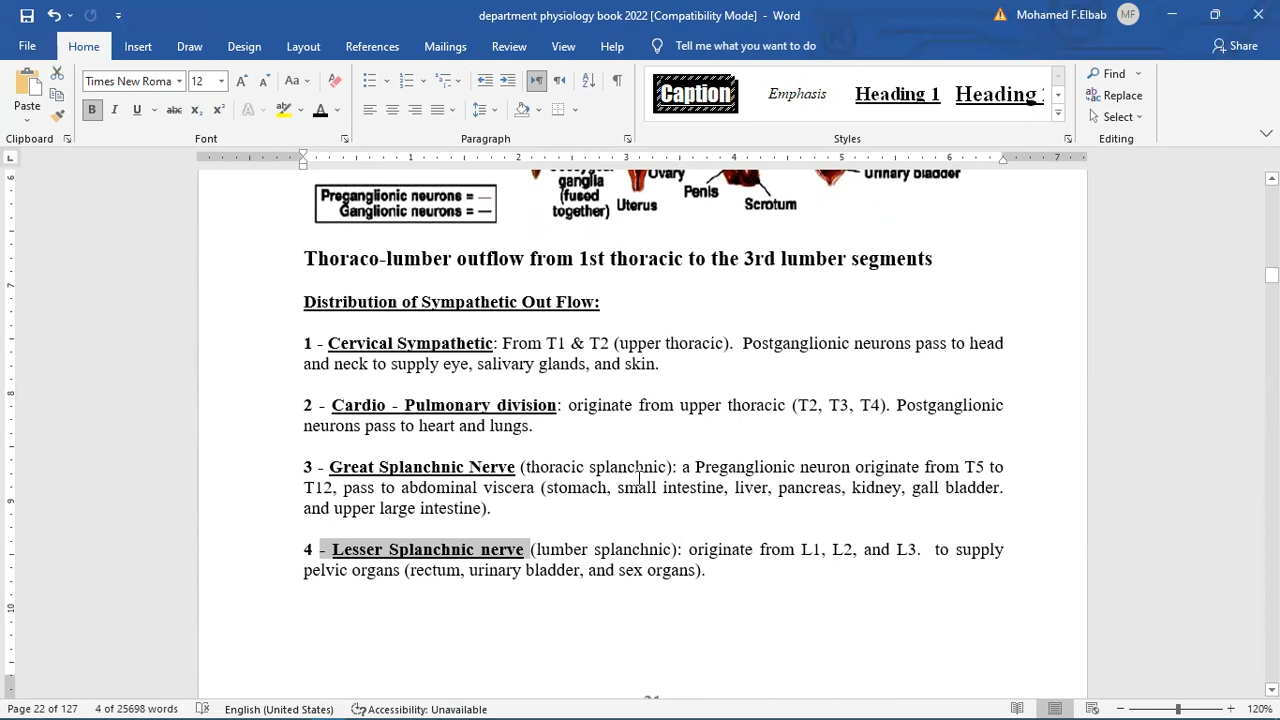 department physiology book 2022 [Compatibility Mode] - Word
Mohamed F.Elbab
MF
File Home Insert Draw Design Layout References Mailings Review View Help Tell me what you want to do Share
Paste
Times New Roma 12
Caption Emphasis Heading 1 Heading
Find
Replace
Select
Clipboard Font Paragraph Styles Editing
1 2 3 4 5 6 7
ganglia
(fused
together)
Ovary
Uterus
Penis
Scrotum
Urinary bladder
Preganglionic neurons =
Ganglionic neurons =
Thoraco-lumber outflow from 1st thoracic to the 3rd lumber segments
Distribution of Sympathetic Out Flow:
1 - Cervical Sympathetic: From T1 & T2 (upper thoracic). Postganglionic neurons pass to head
and neck to supply eye, salivary glands, and skin.
2 - Cardio - Pulmonary division: originate from upper thoracic (T2, T3, T4). Postganglionic
neurons pass to heart and lungs.
3 - Great Splanchnic Nerve (thoracic splanchnic): a Preganglionic neuron originate from T5 to
T12, pass to abdominal viscera (stomach, small intestine, liver, pancreas, kidney, gall bladder.
and upper large intestine).
4 - Lesser Splanchnic nerve (lumber splanchnic): originate from L1, L2, and L3. to supply
pelvic organs (rectum, urinary bladder, and sex organs).
Page 22 of 127 4 of 25698 words English (United States) Accessibility: Unavailable 120%